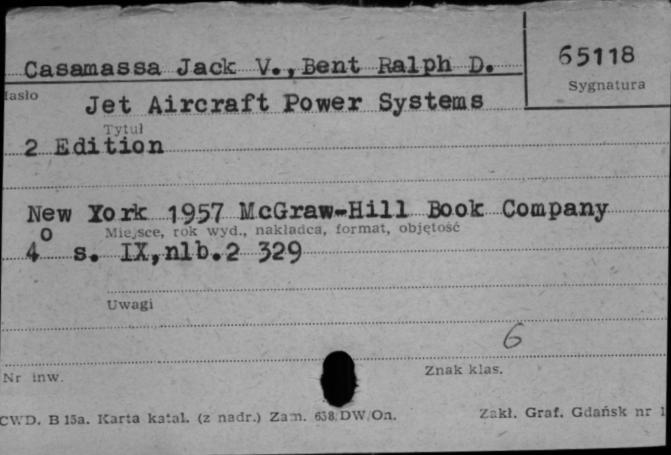 Casamassa Jack V., Bent Ralph D.
65118
Sygnatura
Hasło
Jet Aircraft Power Systems
Tytuł
2 Edition
New York 1957 McGraw-Hill Book Company
Miejsce, rok wyd., nakładca, format, objętość
4° s. IX, nlb.2 329
Uwagi
6
Nr inw.
Znak klas.
CWD. B 15a. Karta katal. (z nadr.) Zam. 638/DW/On.
Zakł. Graf. Gdańsk nr 1